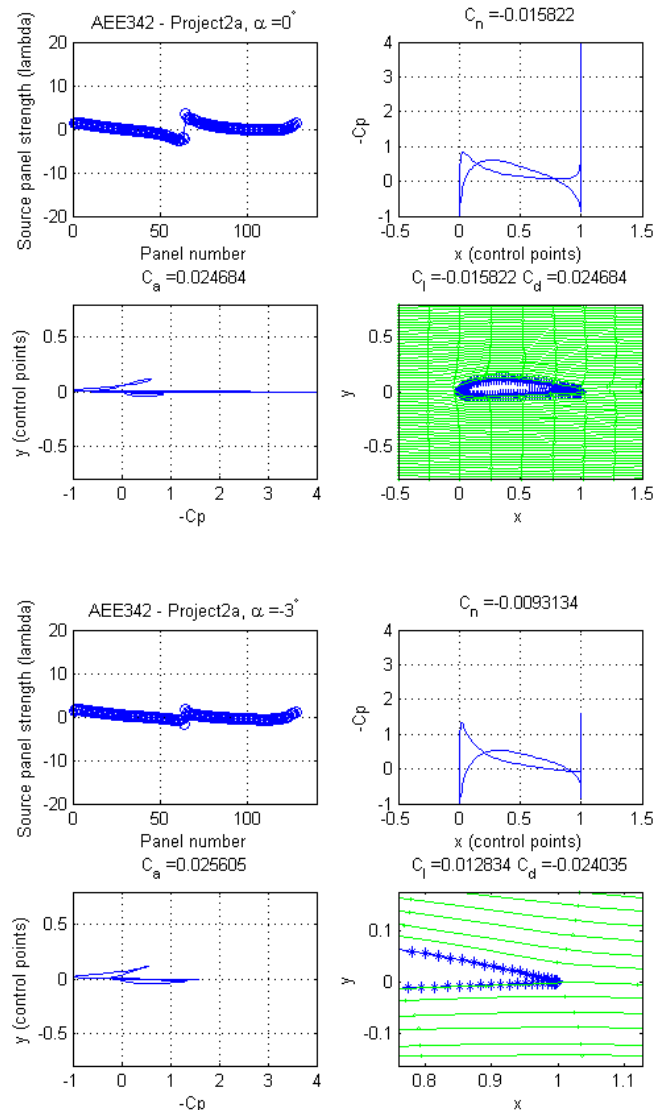 AEE342 - Project2a, α =0°
C_n =-0.015822
Source panel strength (lambda)
20
10
0
-10
-20
0 50 100
Panel number
-Cp
4
3
2
1
0
-1
-0.5 0 0.5 1 1.5
x (control points)
C_a =0.024684
C_l =-0.015822 C_d =0.024684
y (control points)
0.5
0
-0.5
-1 0 1 2 3 4
-Cp
y
0.5
0
-0.5
-0.5 0 0.5 1 1.5
x
AEE342 - Project2a, α =-3°
C_n =-0.0093134
Source panel strength (lambda)
20
10
0
-10
-20
0 50 100
Panel number
-Cp
4
3
2
1
0
-1
-0.5 0 0.5 1 1.5
x (control points)
C_a =0.025605
C_l =0.012834 C_d =-0.024035
y (control points)
0.5
0
-0.5
-1 0 1 2 3 4
-Cp
y
0.1
0
-0.1
0.8 0.9 1 1.1
x